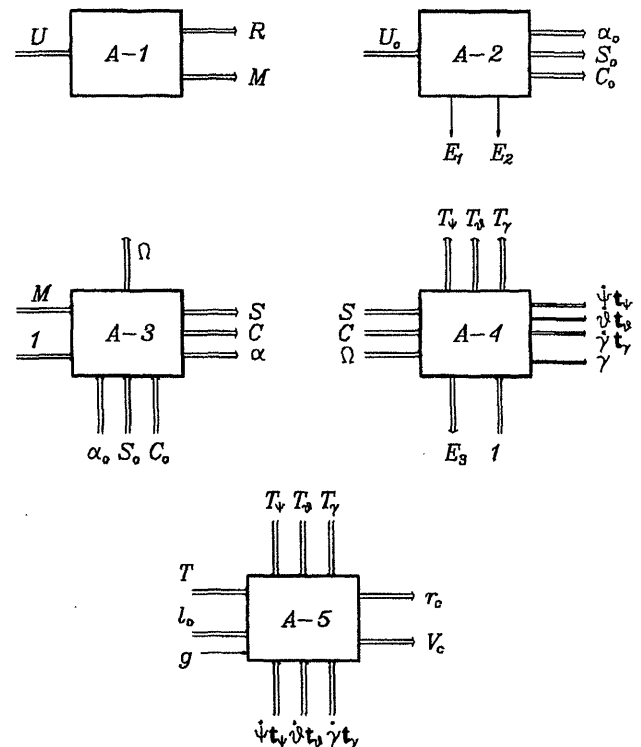 U A-1 R
M
U₀ A-2 α₀
S₀
C₀
E₁ E₂
Ω
M A-3 S
1 C
α
α₀ S₀ C₀
T_ψ T_ϑ T_γ
S A-4 ψ̇t_ψ
C ϑ̇t_ϑ
Ω γ̇t_γ
γ
E₃ 1
T_ψ T_ϑ T_γ
T A-5 r₀
l₀ V_c
g
ψ̇t_ψ ϑ̇t_ϑ γ̇t_γ